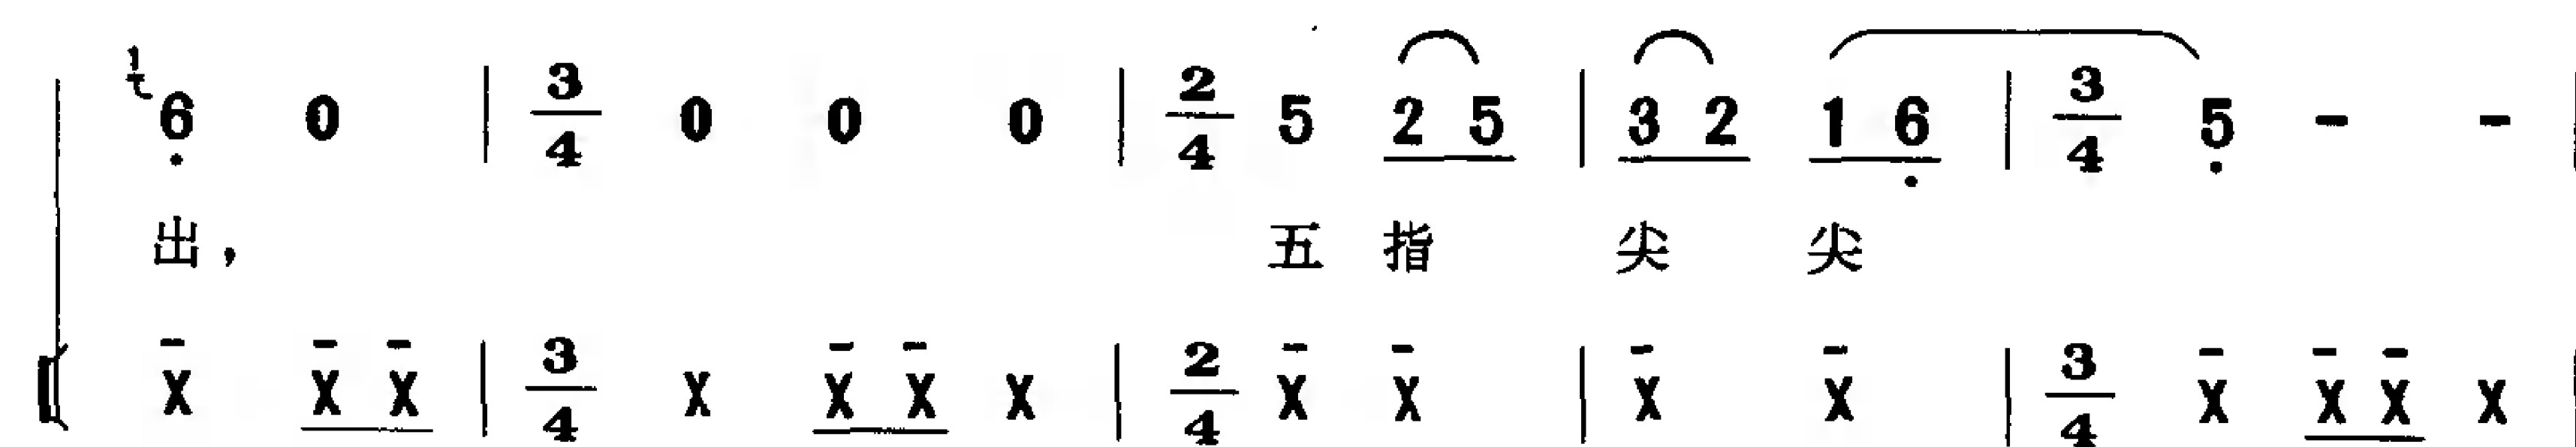 1 6 0 | 3/4 0 0 0 | 2/4 5 2 5 | 3 2 1 6 | 3/4 5 - - |
出， 五 指 尖 尖
X X X | 3/4 X X X X | 2/4 X X | X X | 3/4 X X X X |